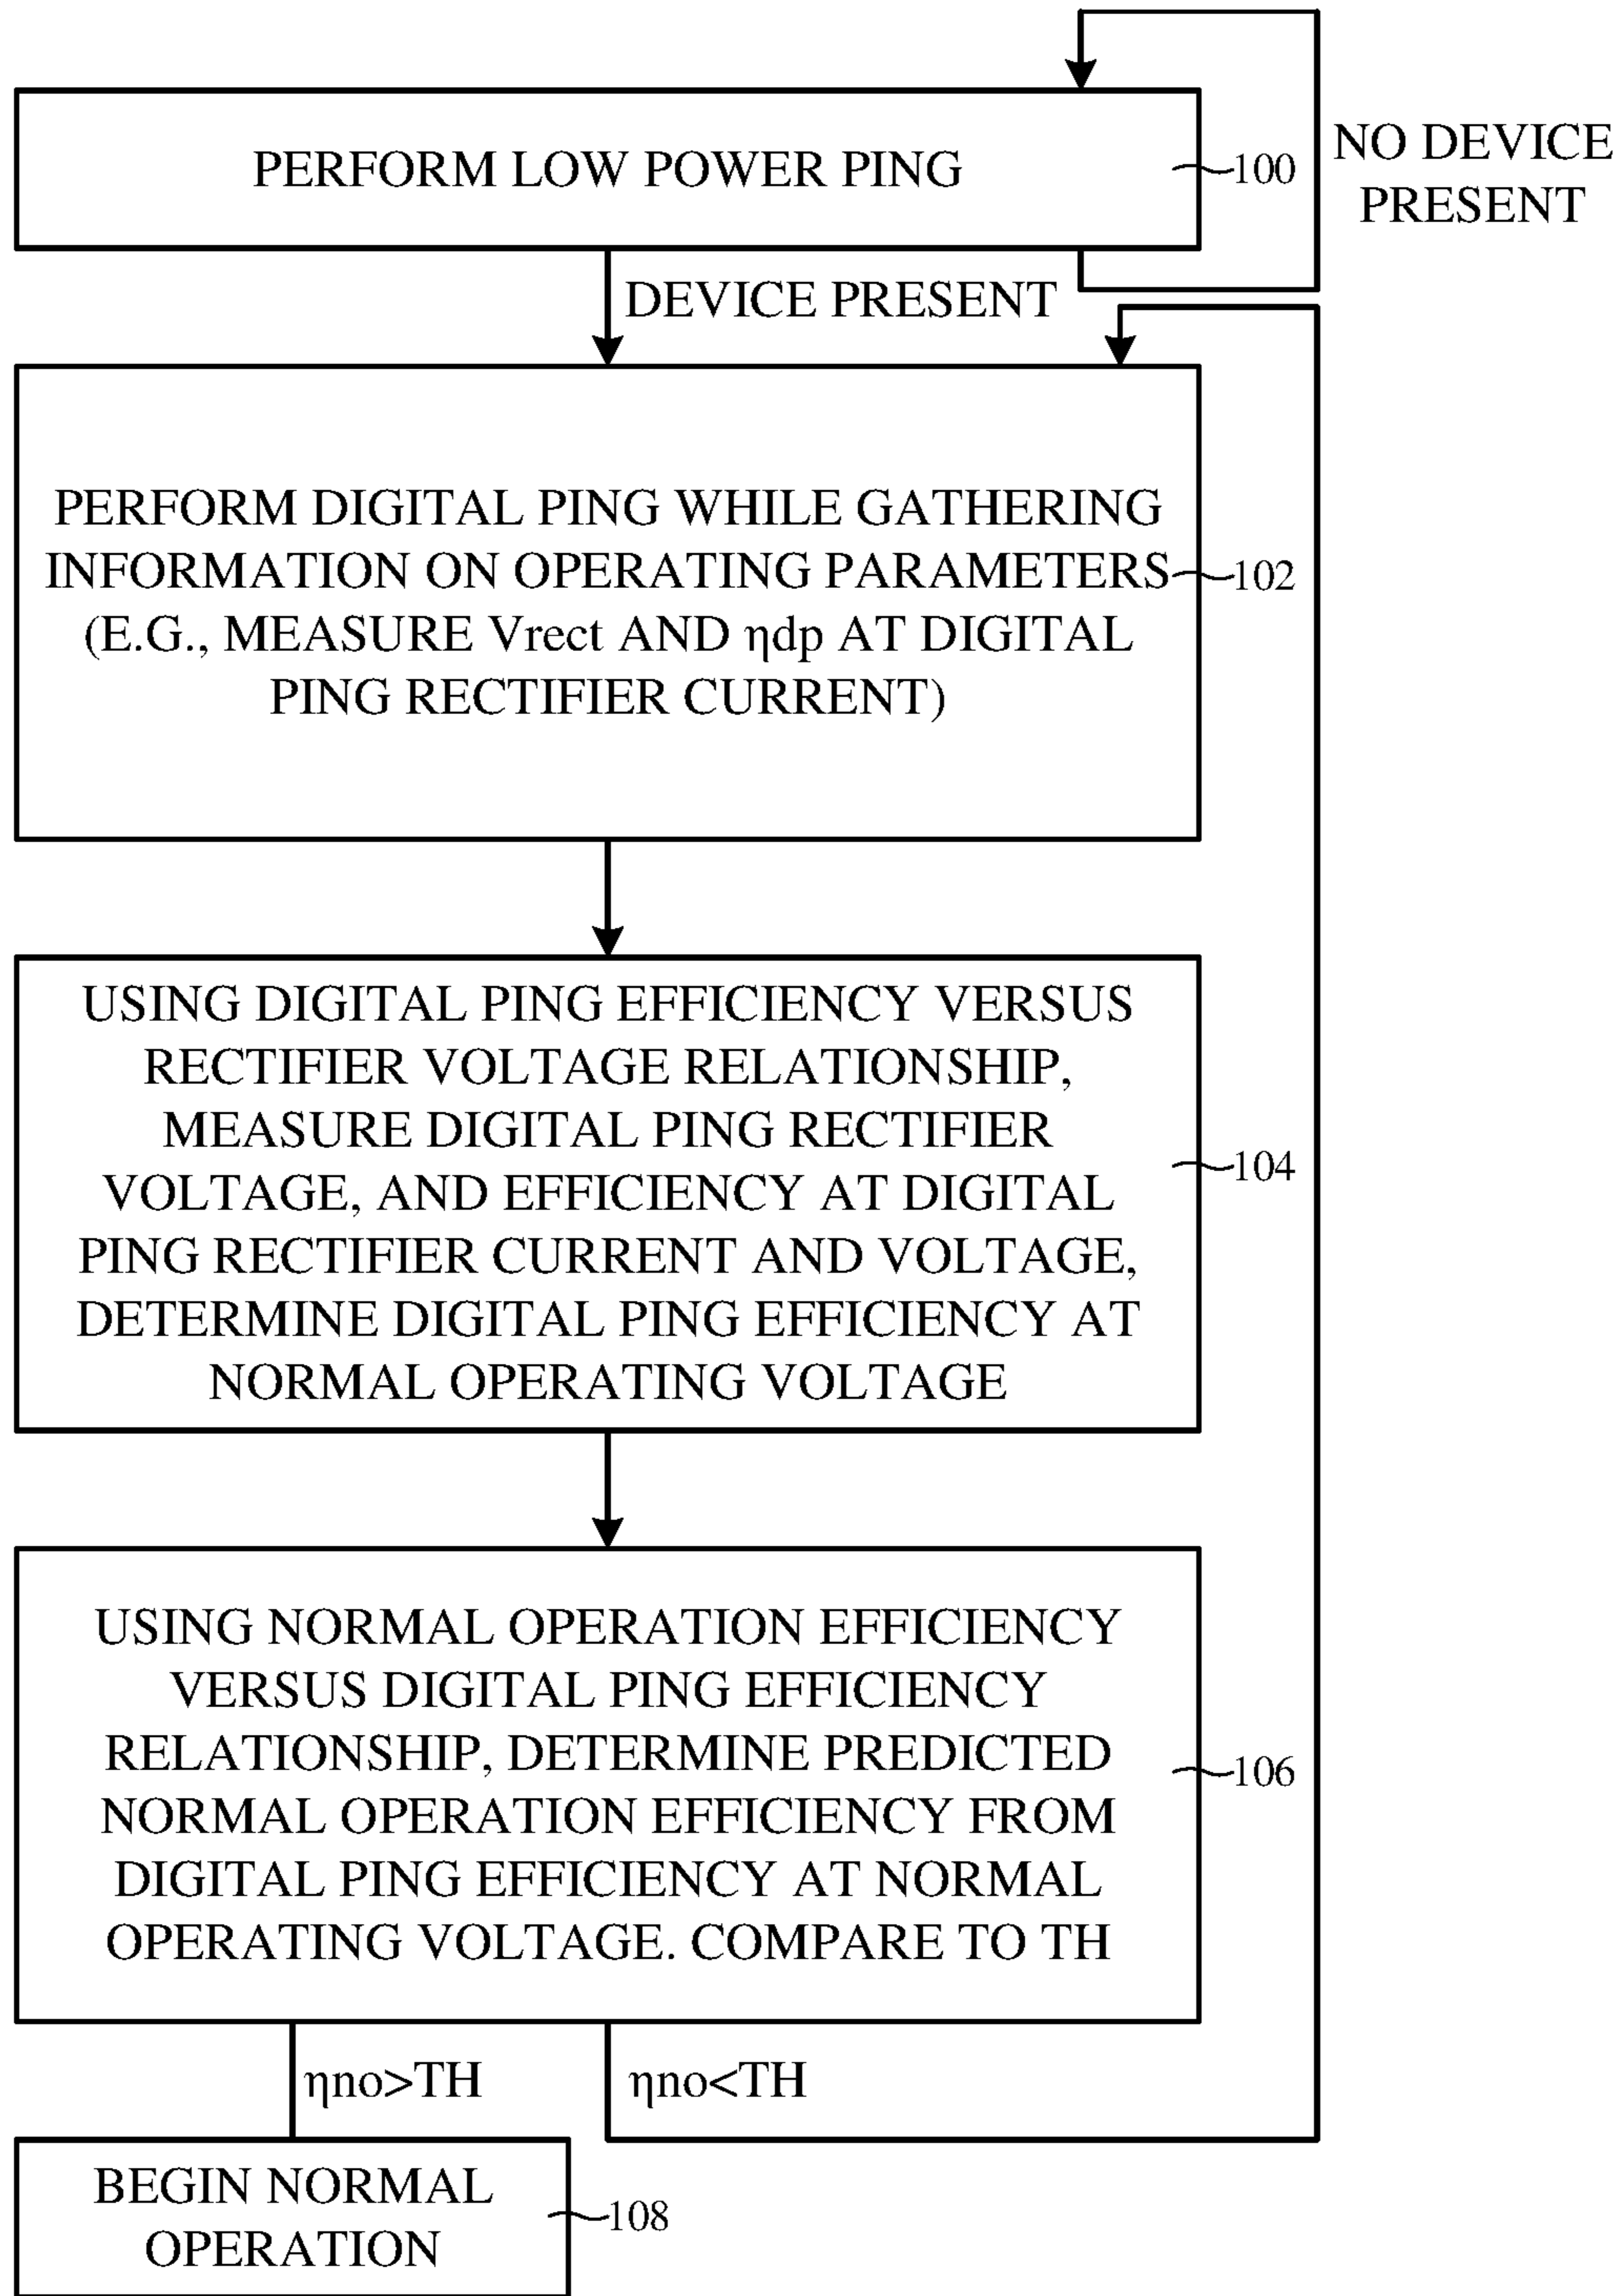 PERFORM LOW POWER PING
100
NO DEVICE
PRESENT
DEVICE PRESENT
PERFORM DIGITAL PING WHILE GATHERING
INFORMATION ON OPERATING PARAMETERS
(E.G., MEASURE Vrect AND ηdp AT DIGITAL
PING RECTIFIER CURRENT)
102
USING DIGITAL PING EFFICIENCY VERSUS
RECTIFIER VOLTAGE RELATIONSHIP,
MEASURE DIGITAL PING RECTIFIER
VOLTAGE, AND EFFICIENCY AT DIGITAL
PING RECTIFIER CURRENT AND VOLTAGE,
DETERMINE DIGITAL PING EFFICIENCY AT
NORMAL OPERATING VOLTAGE
104
USING NORMAL OPERATION EFFICIENCY
VERSUS DIGITAL PING EFFICIENCY
RELATIONSHIP, DETERMINE PREDICTED
NORMAL OPERATION EFFICIENCY FROM
DIGITAL PING EFFICIENCY AT NORMAL
OPERATING VOLTAGE. COMPARE TO TH
106
ηno>TH
ηno<TH
BEGIN NORMAL
OPERATION
108